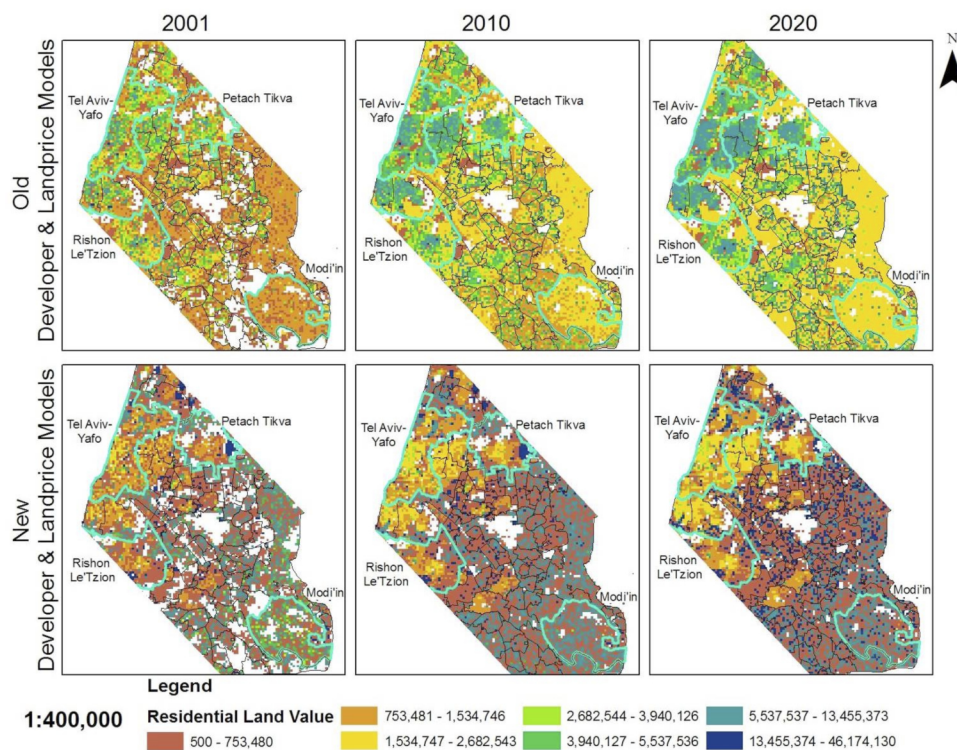 2001
2010
2020
N
Old
Developer & Landprice Models
Tel Aviv-
Yafo
Petach Tikva
Rishon
Le'Tzion
Modi'in
Tel Aviv-
Yafo
Petach Tikva
Rishon
Le'Tzion
Modi'in
Tel Aviv-
Yafo
Petach Tikva
Rishon
Le'Tzion
Modi'in
New
Developer & Landprice Models
Tel Aviv-
Yafo
Petach Tikva
Rishon
Le'Tzion
Modi'in
Tel Aviv-
Yafo
Petach Tikva
Rishon
Le'Tzion
Modi'in
Tel Aviv-
Yafo
Petach Tikva
Rishon
Le'Tzion
Modi'in
Legend
1:400,000
Residential Land Value
500 - 753,480
753,481 - 1,534,746
1,534,747 - 2,682,543
2,682,544 - 3,940,126
3,940,127 - 5,537,536
5,537,537 - 13,455,373
13,455,374 - 46,174,130